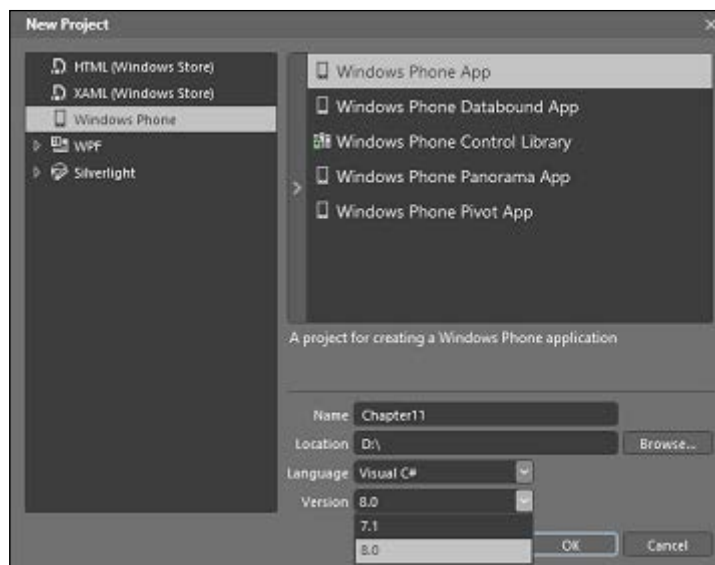 New Project
HTML (Windows Store)
XAML (Windows Store)
Windows Phone
WPF
Silverlight
Windows Phone App
Windows Phone Databound App
Windows Phone Control Library
Windows Phone Panorama App
Windows Phone Pivot App
A project for creating a Windows Phone application
Name Chapter11
Location D:\ Browse...
Language Visual C#
Version 8.0
7.1
8.0 OK Cancel